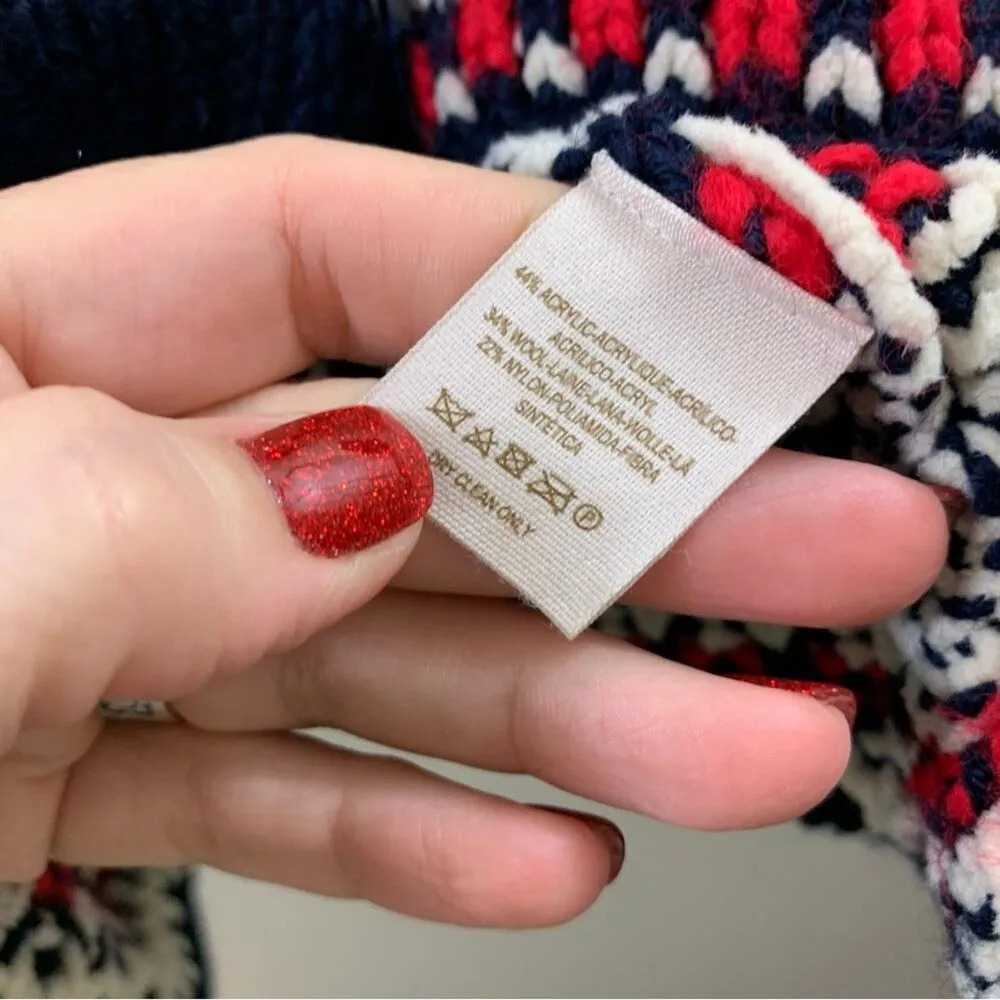 44% ACRYLIC-ACRYLIQUE-ACRILICO-
ACRILICO-ACRYL
34% WOOL-LAINE-LANA-WOLLE-LÃ
22% NYLON-POLIAMIDA-FIBRA
SINTETICA
P
DRY CLEAN ONLY